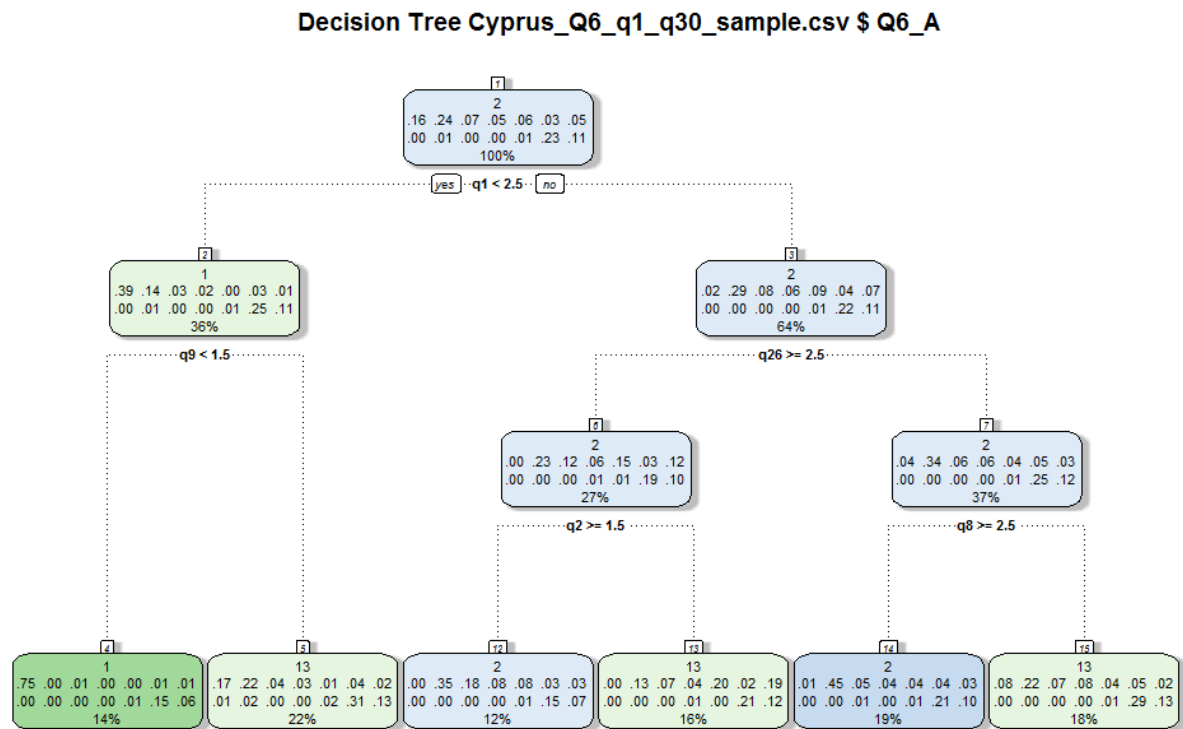 Decision Tree Cyprus_Q6_q1_q30_sample.csv $ Q6_A
1
2
.16 .24 .07 .05 .06 .03 .05
.00 .01 .00 .00 .01 .23 .11
100%
yes q1 < 2.5 no
2
1
.39 .14 .03 .02 .00 .03 .01
.00 .01 .00 .00 .01 .25 .11
36%
q9 < 1.5
3
2
.02 .29 .08 .06 .09 .04 .07
.00 .00 .00 .00 .01 .22 .11
64%
q26 >= 2.5
6
2
.00 .23 .12 .06 .15 .03 .12
.00 .00 .00 .01 .01 .19 .10
27%
q2 >= 1.5
7
2
.04 .34 .06 .06 .04 .05 .03
.00 .00 .00 .00 .01 .25 .12
37%
q8 >= 2.5
4
1
.75 .00 .01 .00 .00 .01 .01
.00 .00 .00 .00 .01 .15 .06
14%
5
13
.17 .22 .04 .03 .01 .04 .02
.01 .02 .00 .00 .02 .31 .13
22%
12
2
.00 .35 .18 .08 .08 .03 .03
.00 .00 .00 .00 .01 .15 .07
12%
13
13
.00 .13 .07 .04 .20 .02 .19
.00 .00 .00 .01 .00 .21 .12
16%
14
2
.01 .45 .05 .04 .04 .04 .03
.00 .00 .01 .00 .01 .21 .10
19%
15
13
.08 .22 .07 .08 .04 .05 .02
.00 .00 .00 .00 .01 .29 .13
18%